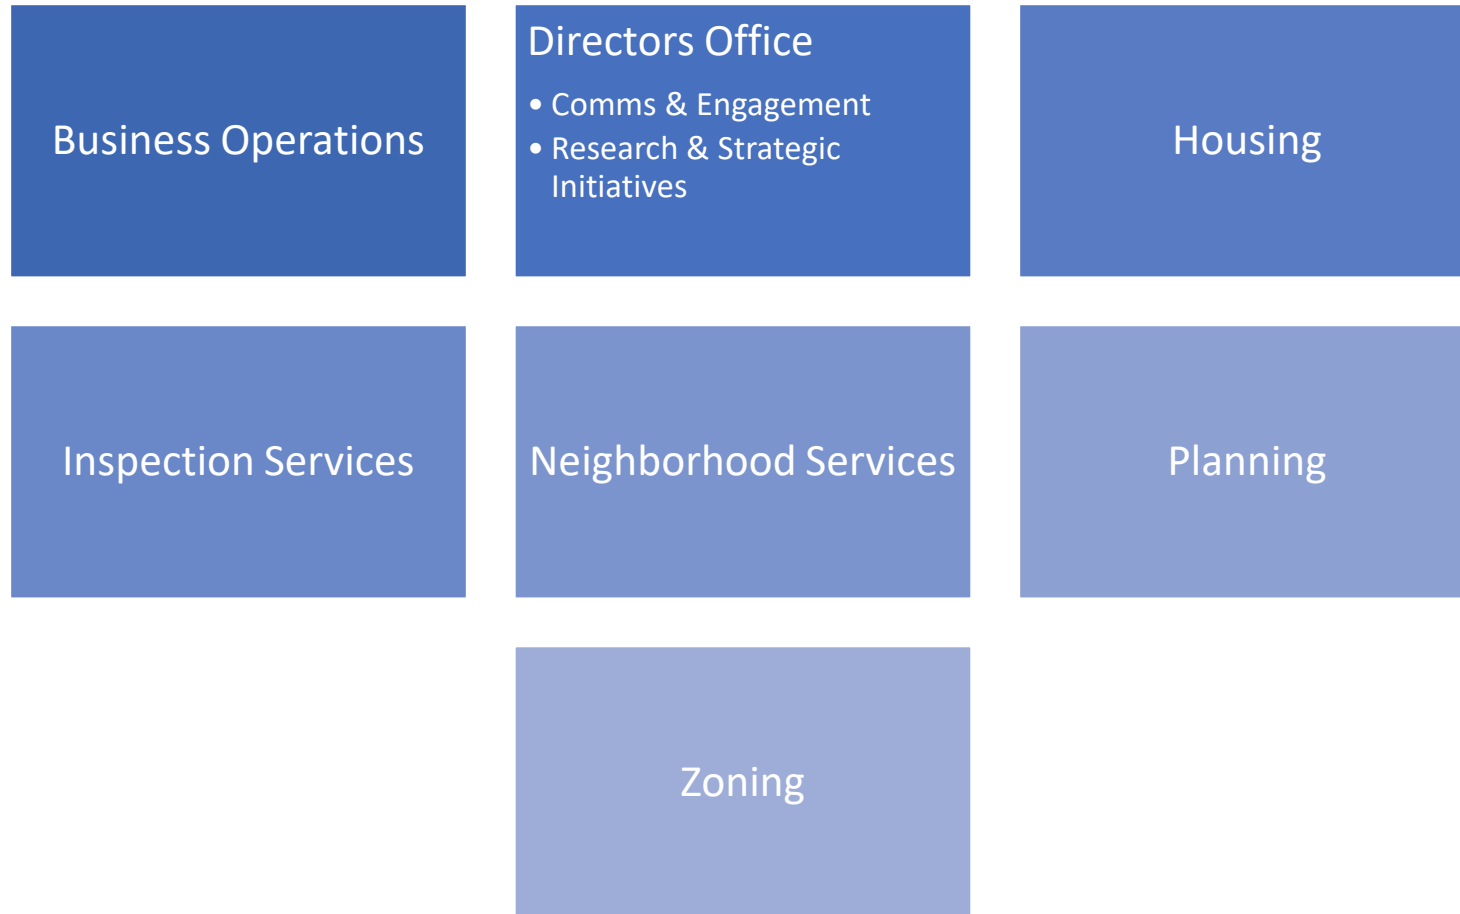 Business Operations
Directors Office
• Comms & Engagement
• Research & Strategic
Initiatives
Housing
Inspection Services
Neighborhood Services
Planning
Zoning